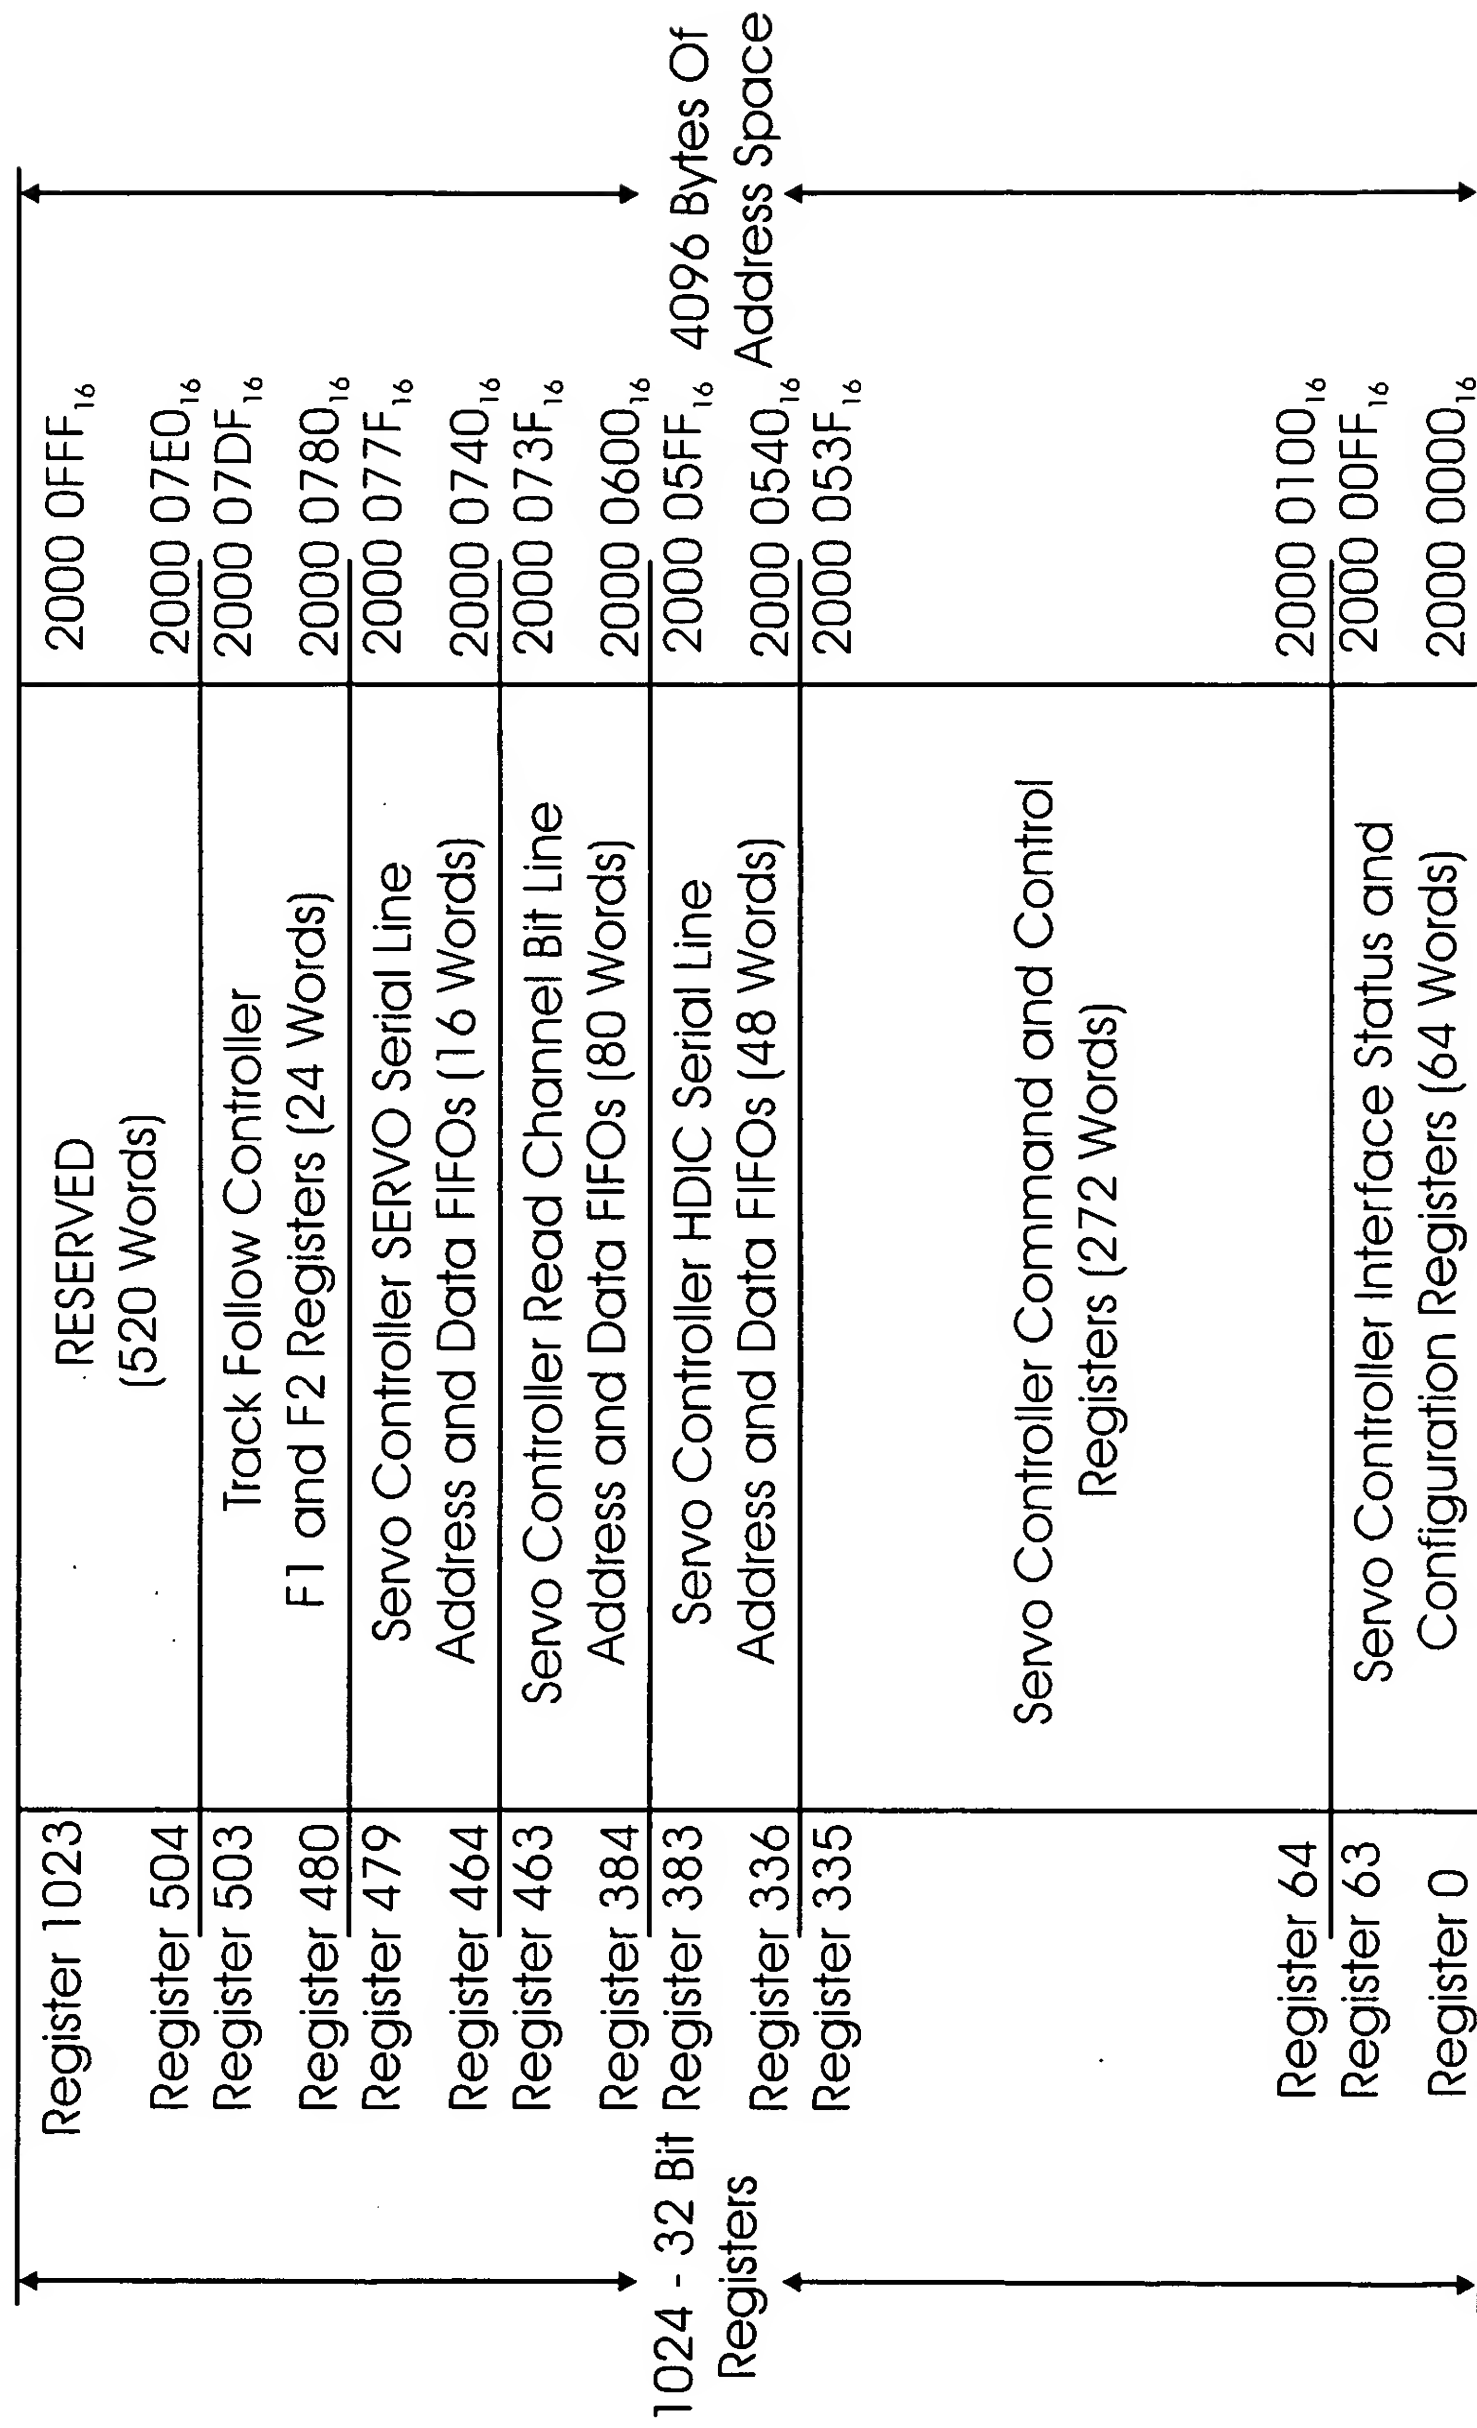 1024 - 32 Bit
Registers
Register 1023
Register 504
Register 503
Register 480
Register 479
Register 464
Register 463
Register 384
Register 383
Register 336
Register 335
Register 64
Register 63
Register 0
RESERVED
(520 Words)
Track Follow Controller
F1 and F2 Registers (24 Words)
Servo Controller SERVO Serial Line
Address and Data FIFOs (16 Words)
Servo Controller Read Channel Bit Line
Address and Data FIFOs (80 Words)
Servo Controller HDIC Serial Line
Address and Data FIFOs (48 Words)
Servo Controller Command and Control
Registers (272 Words)
Servo Controller Interface Status and
Configuration Registers (64 Words)
2000 0FFF16
2000 07E016
2000 07DF16
2000 078016
2000 077F16
2000 074016
2000 073F16
2000 060016
2000 05FF16
2000 054016
2000 053F16
2000 010016
2000 00FF16
2000 000016
4096 Bytes Of
Address Space